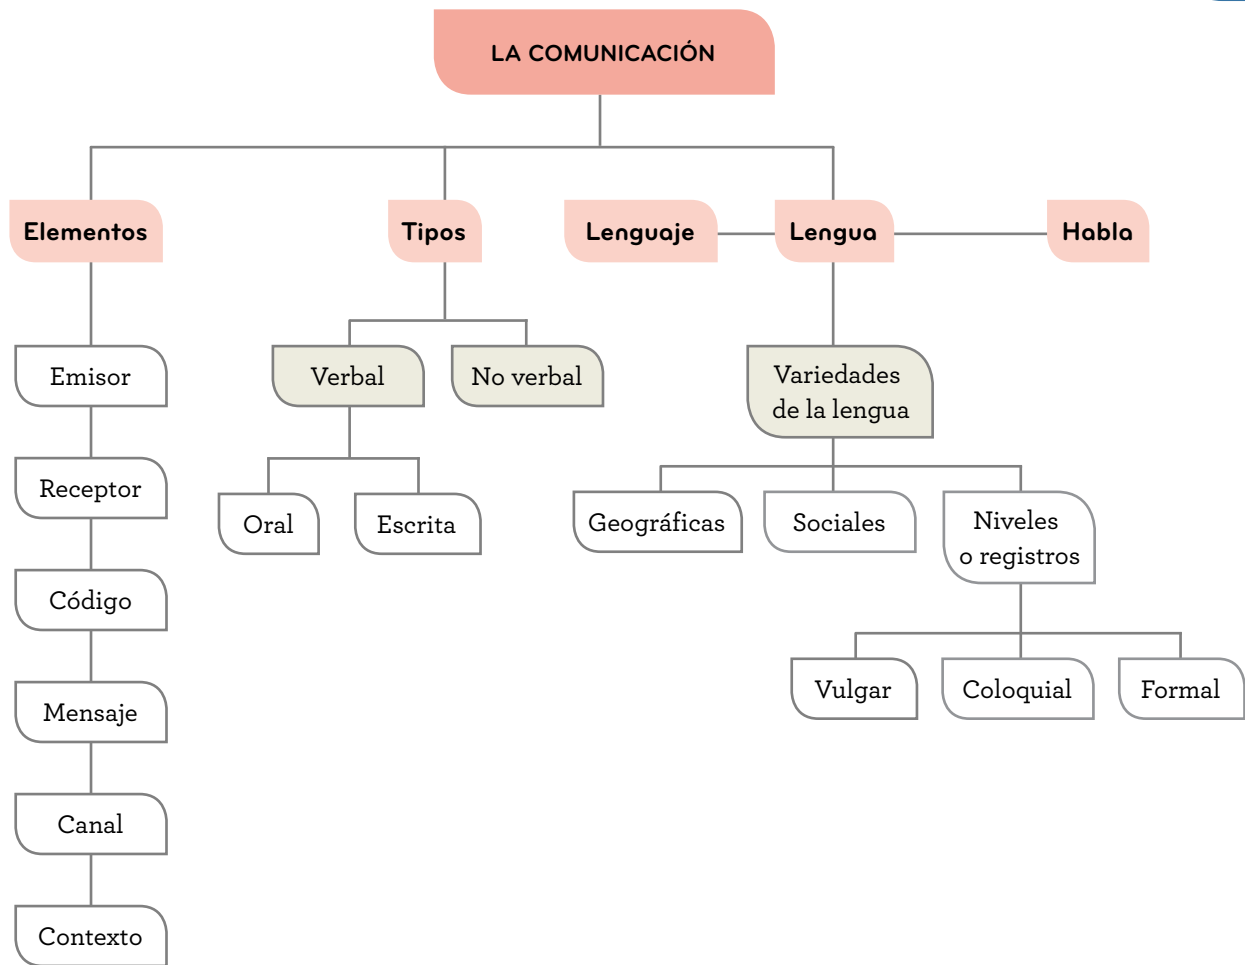 LA COMUNICACIÓN
Elementos
Tipos
Lenguaje
Lengua
Habla
Emisor
Receptor
Código
Mensaje
Canal
Contexto
Verbal
No verbal
Oral
Escrita
Variedades
de la lengua
Geográficas
Sociales
Niveles
o registros
Vulgar
Coloquial
Formal